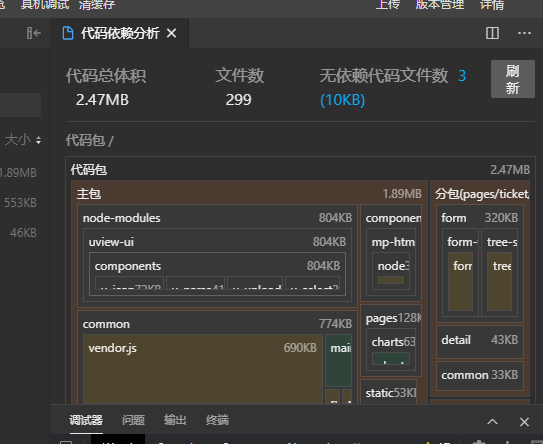 真机调试 清缓存 上传 版本管理 详情
代码依赖分析
代码总体积 文件数 无依赖代码文件数 3 刷
2.47MB 299 (10KB) 新
大小
代码包 /
1.89MB
553KB
46KB
代码包 2.47MB
主包 1.89MB 分包(pages/ticket,
node-modules 804KB componen form 320KB
uview-ui 804KB mp-htm form- tree-s
components 804KB node3 form tree
common 774KB pages128K
vendor.js 690KB mai charts63 detail 43KB
static53KB common 33KB
调试器 问题 输出 终端